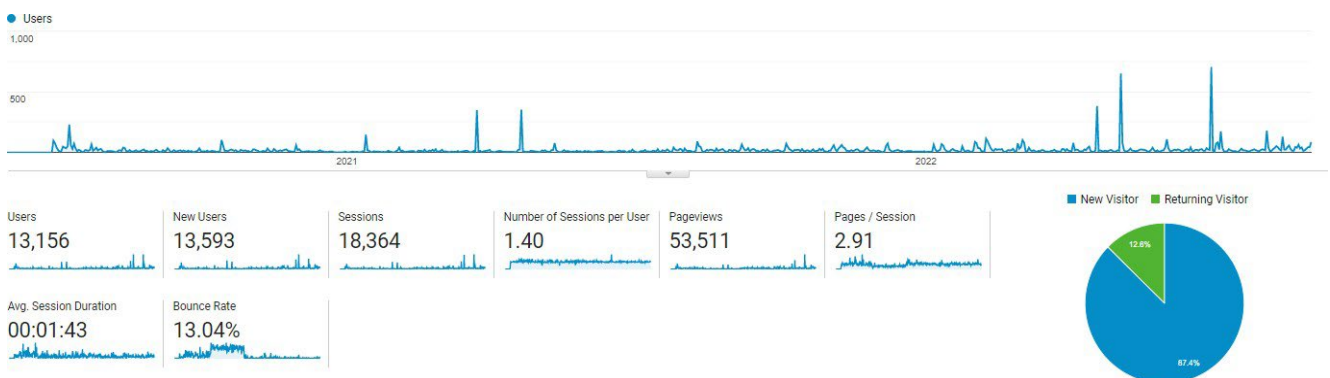 Users
1,000
500
2021
2022
New Visitor Returning Visitor
Users
13,156
New Users
13,593
Sessions
18,364
Number of Sessions per User
1.40
Pageviews
53,511
Pages / Session
2.91
12.6%
87.4%
Avg. Session Duration
00:01:43
Bounce Rate
13.04%